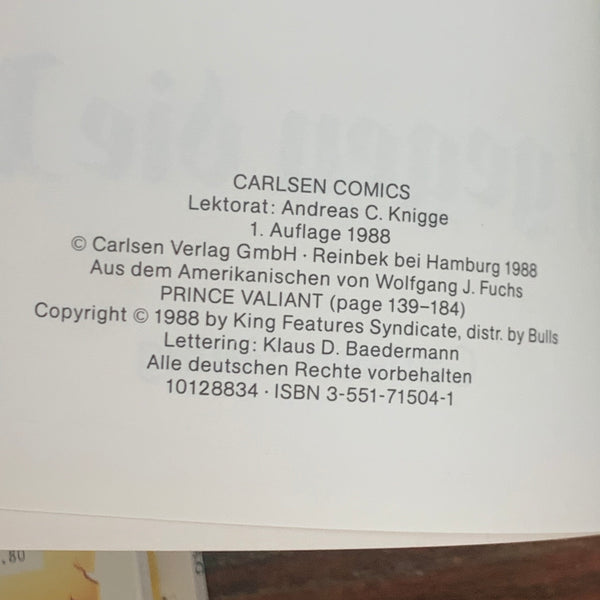 CARLSEN COMICS
Lektorat: Andreas C. Knigge
1. Auflage 1988
© Carlsen Verlag GmbH · Reinbek bei Hamburg 1988
Aus dem Amerikanischen von Wolfgang J. Fuchs
PRINCE VALIANT (page 139–184)
Copyright © 1988 by King Features Syndicate, distr. by Bulls
Lettering: Klaus D. Baedermann
Alle deutschen Rechte vorbehalten
10128834 · ISBN 3-551-71504-1
,80